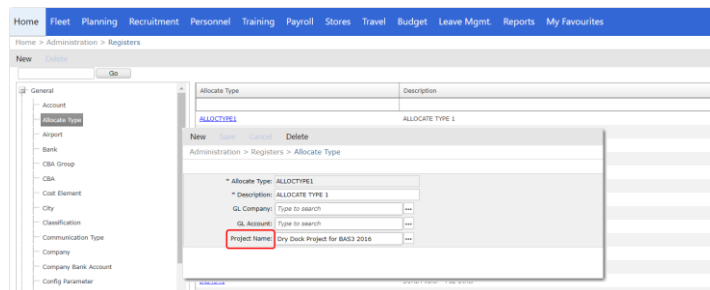 Home Fleet Planning Recruitment Personnel Training Payroll Stores Travel Budget Leave Mgmt. Reports My Favourites
Home > Administration > Registers
New Delete
Go
General
Allocate Type Description
Account
Allocate Type
ALLOCTYPE1 ALLOCATE TYPE 1
Airport
Bank
CBA Group
CBA
Cost Element
City
Classification
Communication Type
Company
Company Bank Account
Config Parameter
New Save Cancel Delete
Administration > Registers > Allocate Type
* Allocate Type: ALLOCTYPE1
* Description: ALLOCATE TYPE 1
GL Company: Type to search ...
GL Account: Type to search ...
Project Name: Dry Dock Project for BAS3 2016 ...